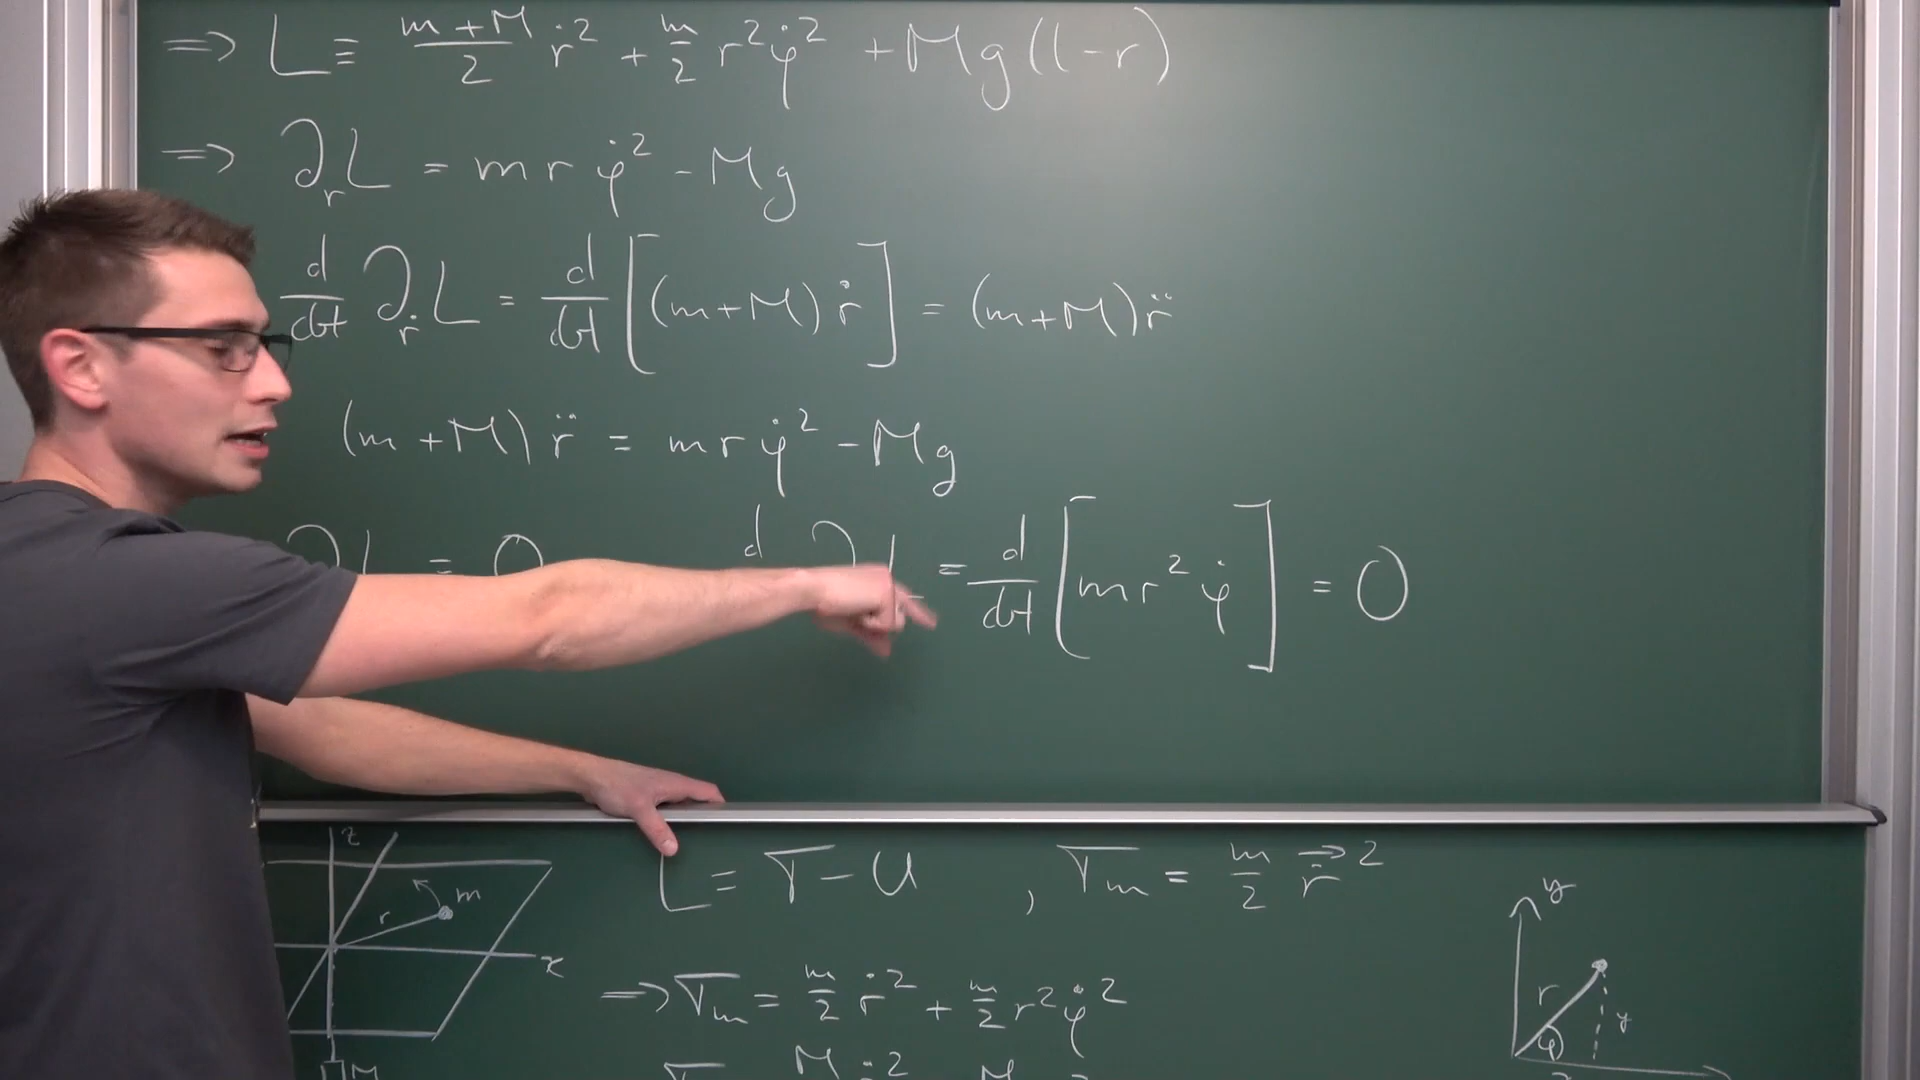 ⇒ L ≡ (m+M)/2 ṙ² + m/2 r²φ̇² + Mg(l-r)
⇒ ∂_r L = m r φ̇² - Mg
d/dt ∂_ṙ L = d/dt [(m+M) ṙ] = (m+M) r̈
(m+M) r̈ = m r φ̇² - Mg
= 0 d = d/dt [m r² φ̇] = 0
z
m
r
x
M
L = T - U , T_m = m/2 r⃗̇²
⇒ T_m = m/2 ṙ² + m/2 r² φ̇²
y
r
y
φ